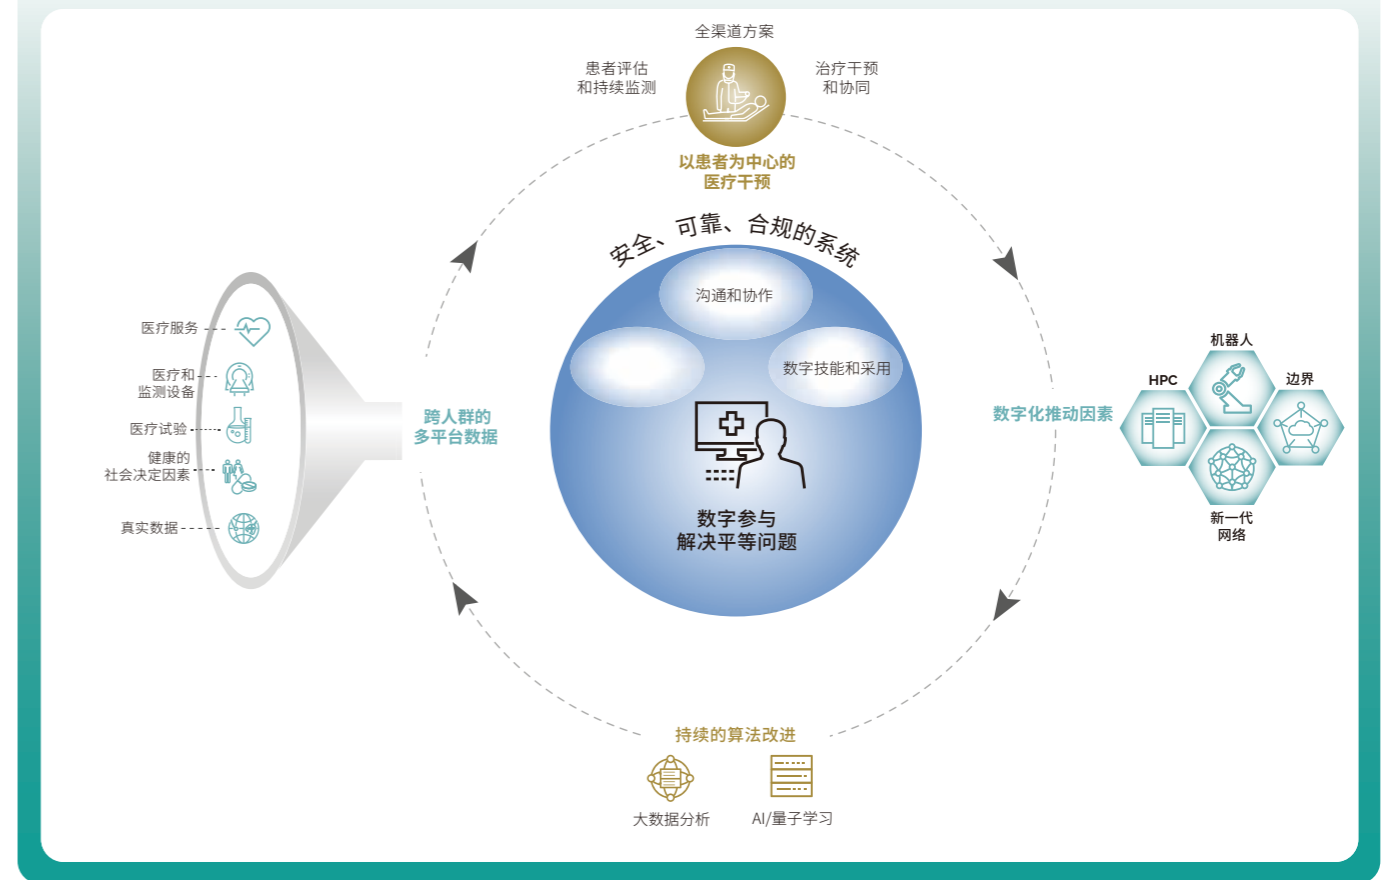 全渠道方案
患者评估
和持续监测
治疗干预
和协同
以患者为中心的
医疗干预
安全、可靠、合规的系统
沟通和协作
数字技能和采用
数字参与
解决平等问题
医疗服务
医疗和
监测设备
医疗试验
健康的
社会决定因素
真实数据
跨人群的
多平台数据
数字化推动因素
机器人
HPC
边界
新一代
网络
持续的算法改进
大数据分析
AI/量子学习